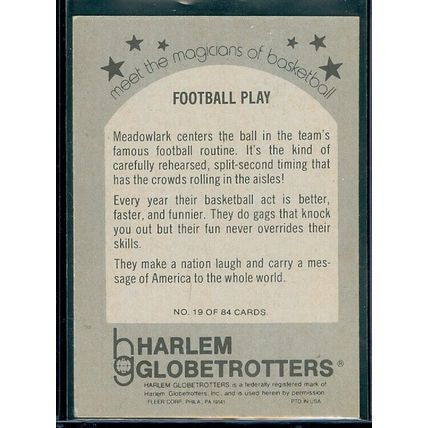 meet the magicians of basketball
FOOTBALL PLAY
Meadowlark centers the ball in the team's
famous football routine. It's the kind of
carefully rehearsed, split-second timing that
has the crowds rolling in the aisles!
Every year their basketball act is better,
faster, and funnier. They do gags that knock
you out but their fun never overrides their
skills.
They make a nation laugh and carry a mes-
sage of America to the whole world.
NO. 19 OF 84 CARDS.
hg HARLEM
GLOBETROTTERS®
HARLEM GLOBETROTTERS is a federally registered mark of
Harlem Globetrotters, Inc., and is used herein by permission.
FLEER CORP. PHILA., PA 19141 PTD IN USA